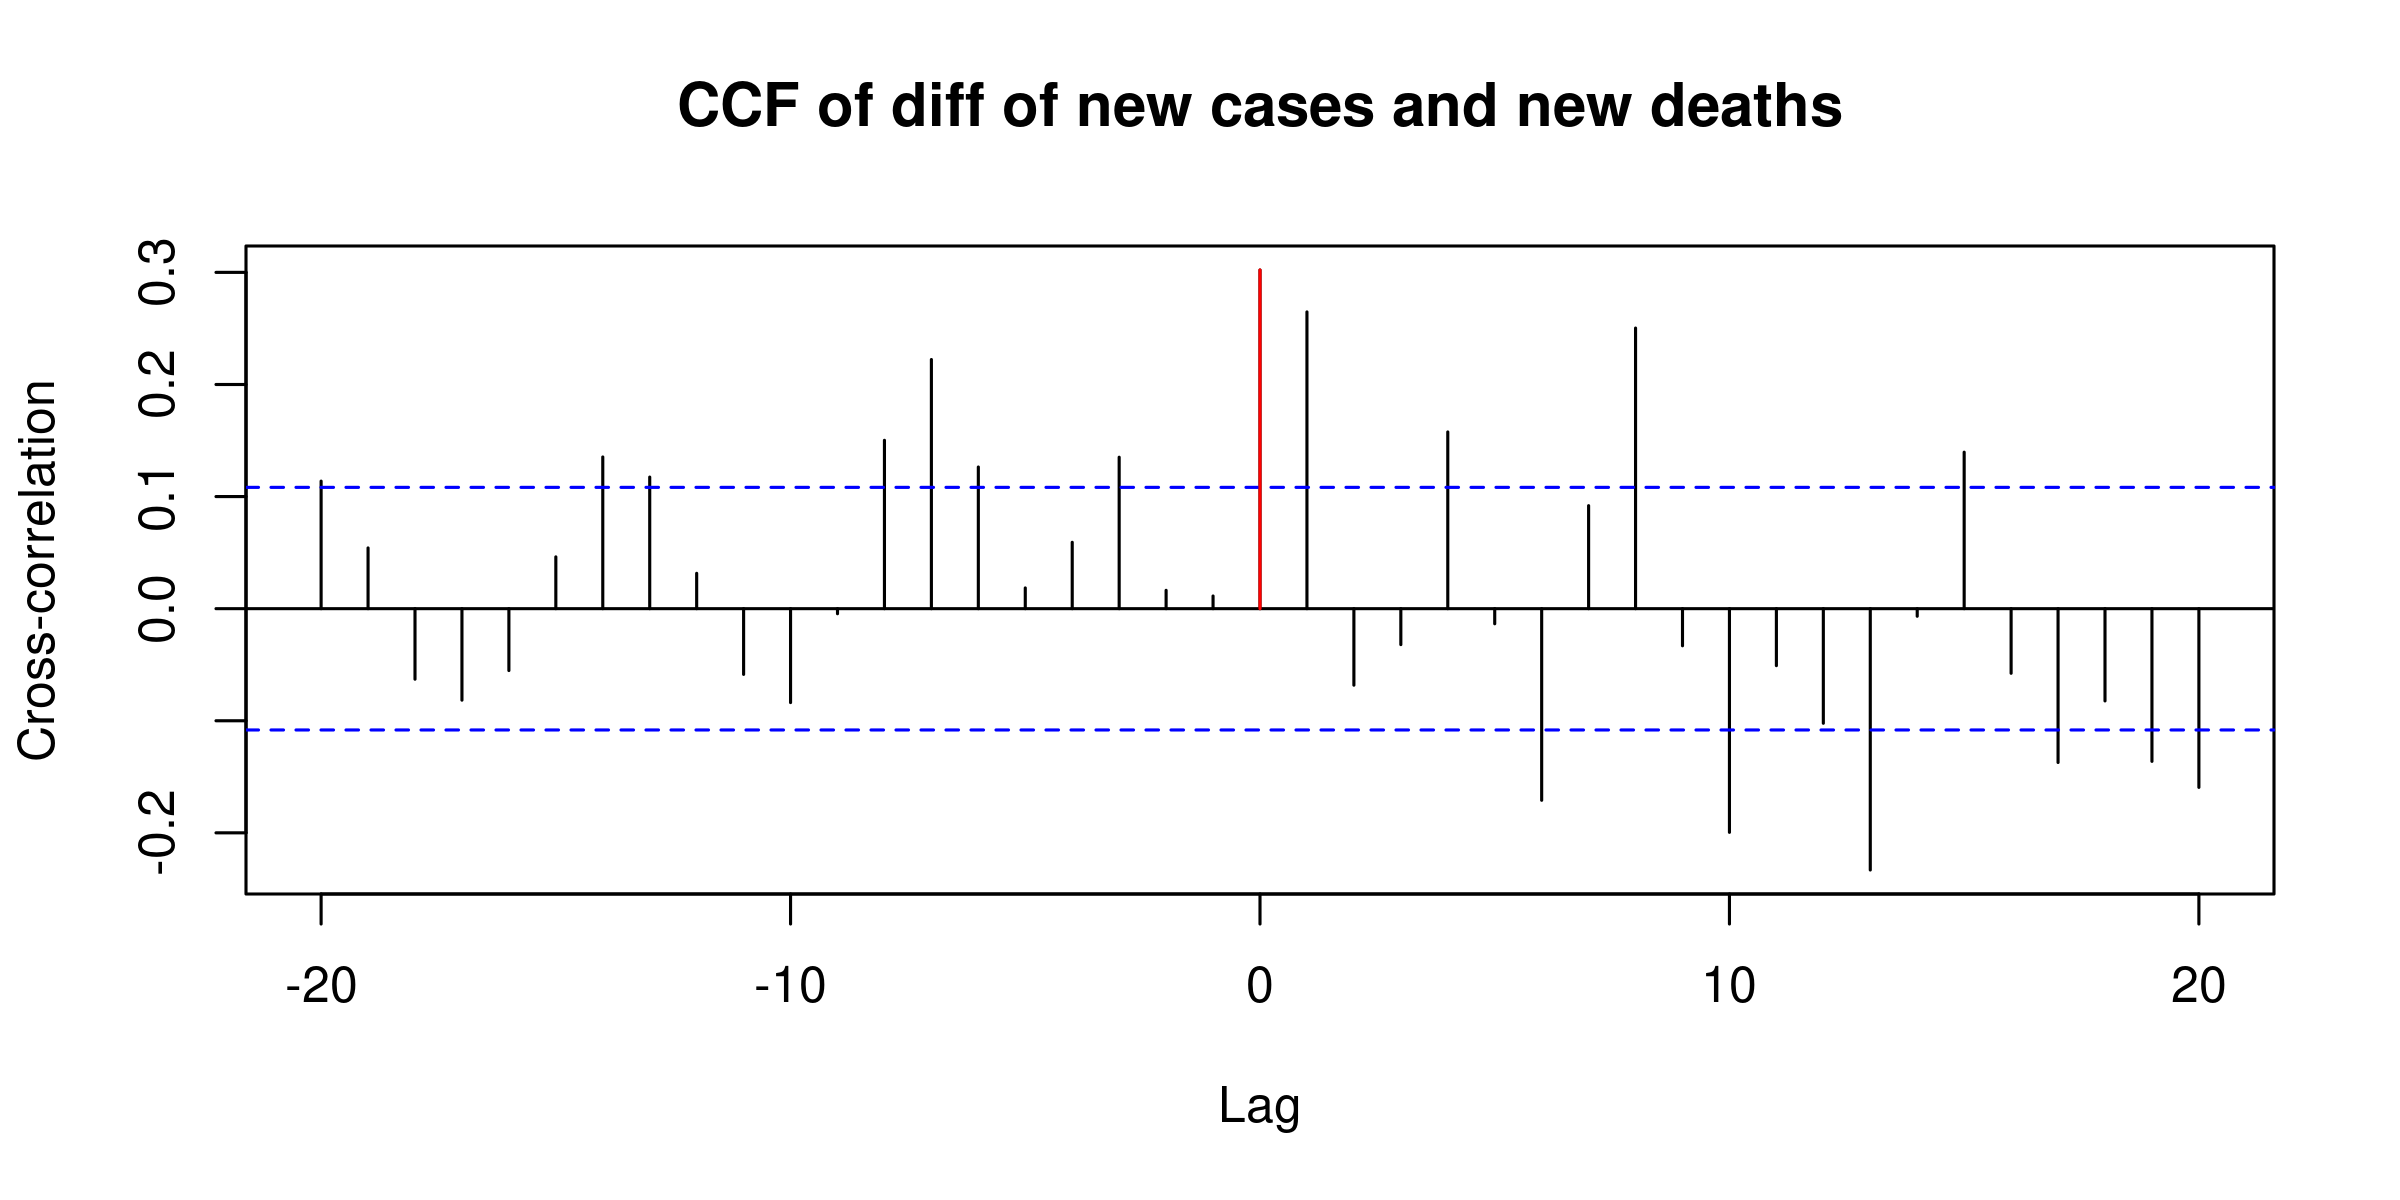 CCF of diff of new cases and new deaths
Cross-correlation
0.3
0.2
0.1
0.0
-0.2
-20 -10 0 10 20
Lag